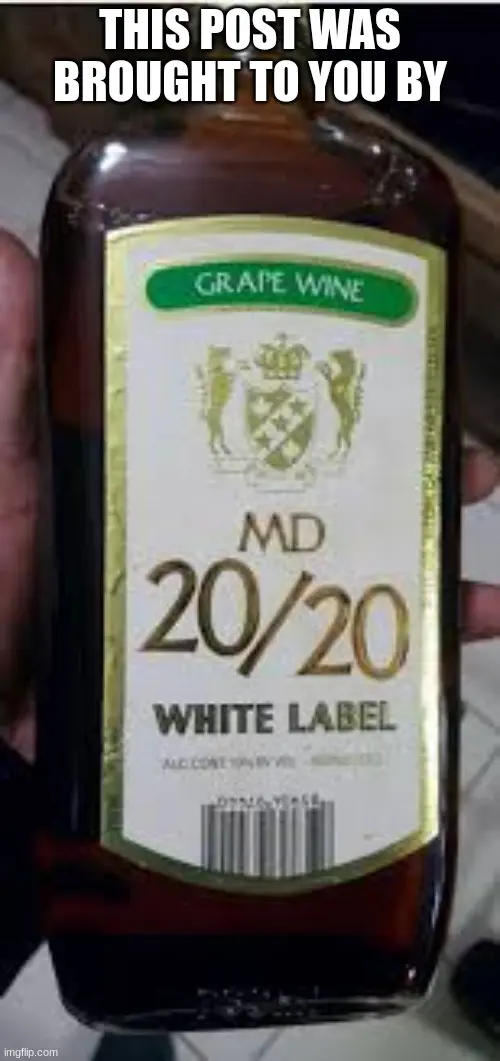 THIS POST WAS
BROUGHT TO YOU BY
GRAPE WINE
MD
20/20
WHITE LABEL
imgflip.com